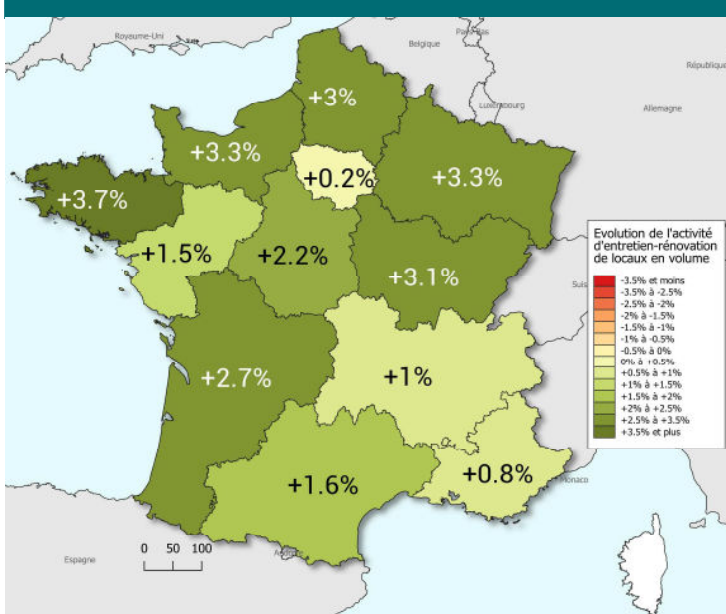 Royaume-Uni
Belgique
Pays-Bas
République
Luxembourg
Allemagne
+3%
+3.3%
+0.2%
+3.3%
+3.7%
+1.5%
+2.2%
+3.1%
Evolution de l'activité
d'entretien-rénovation
de locaux en volume
-3.5% et moins
-3.5% à -2.5%
-2.5% à -2%
-2% à -1.5%
-1.5% à -1%
-1% à -0.5%
-0.5% à 0%
0% à +0.5%
+0.5% à +1%
+1% à +1.5%
+1.5% à +2%
+2% à +2.5%
+2.5% à +3.5%
+3.5% et plus
+2.7%
+1%
+1.6%
+0.8%
Monaco
0 50 100
Espagne